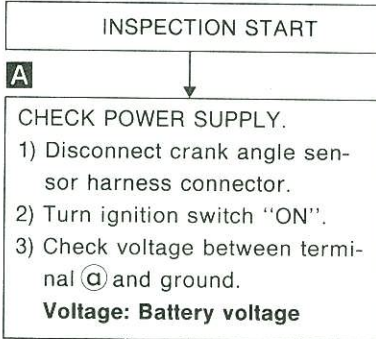 INSPECTION START
A
CHECK POWER SUPPLY.
1) Disconnect crank angle sen-
sor harness connector.
2) Turn ignition switch “ON”.
3) Check voltage between termi-
nal ⓐ and ground.
Voltage: Battery voltage